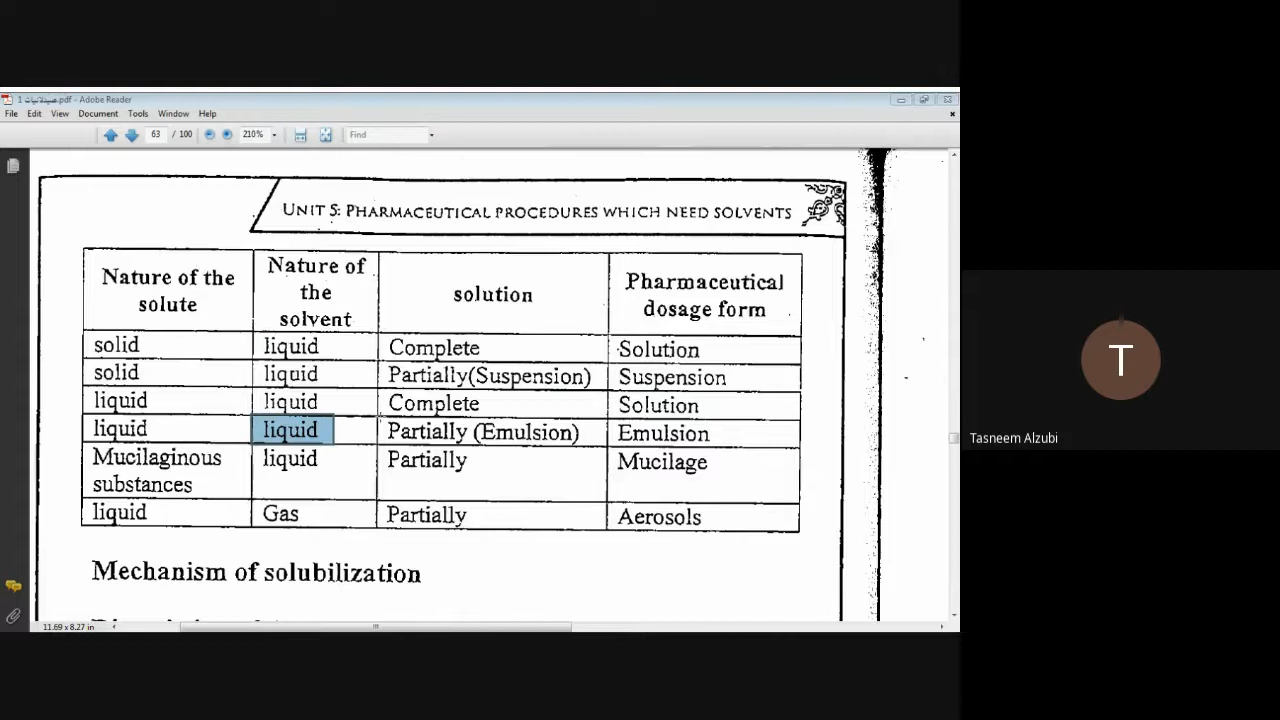 صيدلانيات 1.pdf - Adobe Reader
File Edit View Document Tools Window Help
63 / 100 210% Find
UNIT 5: PHARMACEUTICAL PROCEDURES WHICH NEED SOLVENTS
Nature of the solute Nature of the solvent solution Pharmaceutical dosage form
solid liquid Complete Solution
solid liquid Partially(Suspension) Suspension
liquid liquid Complete Solution
liquid liquid Partially (Emulsion) Emulsion
Mucilaginous substances liquid Partially Mucilage
liquid Gas Partially Aerosols
Mechanism of solubilization
11.69 x 8.27 in
T
Tasneem Alzubi